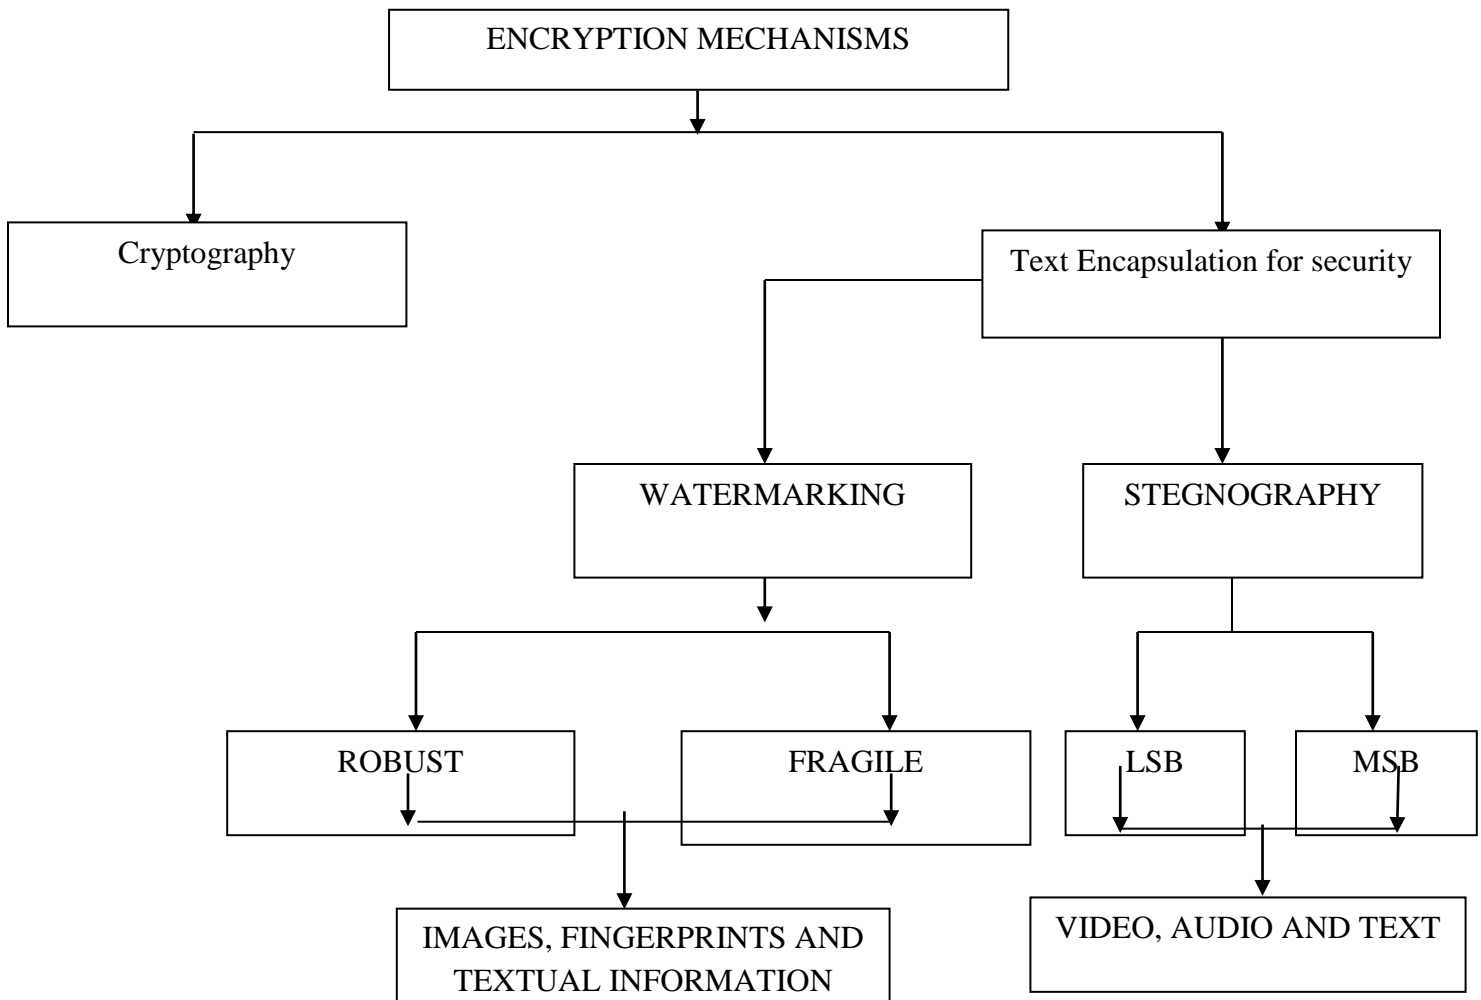 ENCRYPTION MECHANISMS
Cryptography
Text Encapsulation for security
WATERMARKING
STEGNOGRAPHY
ROBUST
FRAGILE
LSB
MSB
IMAGES, FINGERPRINTS AND
TEXTUAL INFORMATION
VIDEO, AUDIO AND TEXT